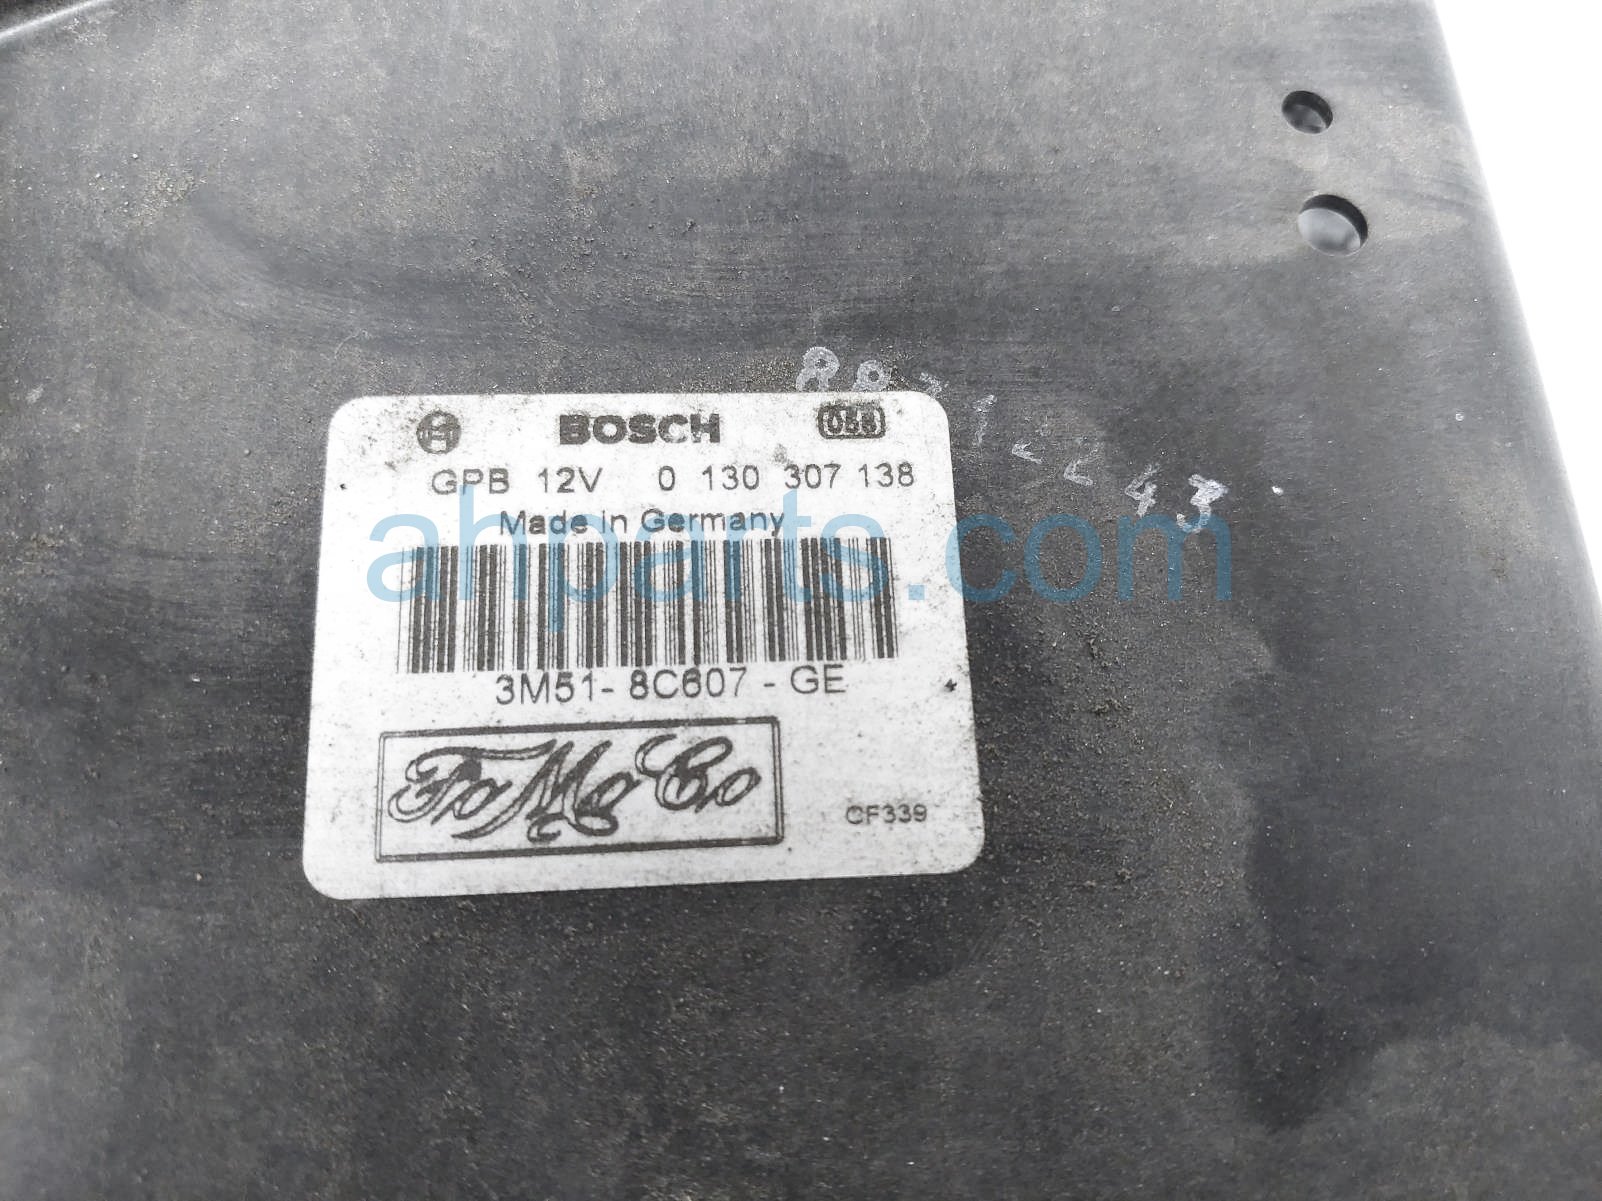 BOSCH
GPB 12V 0 130 307 138
Made in Germany
3M51-8C607-GE
FoMoCo
CF339
ahparts.com